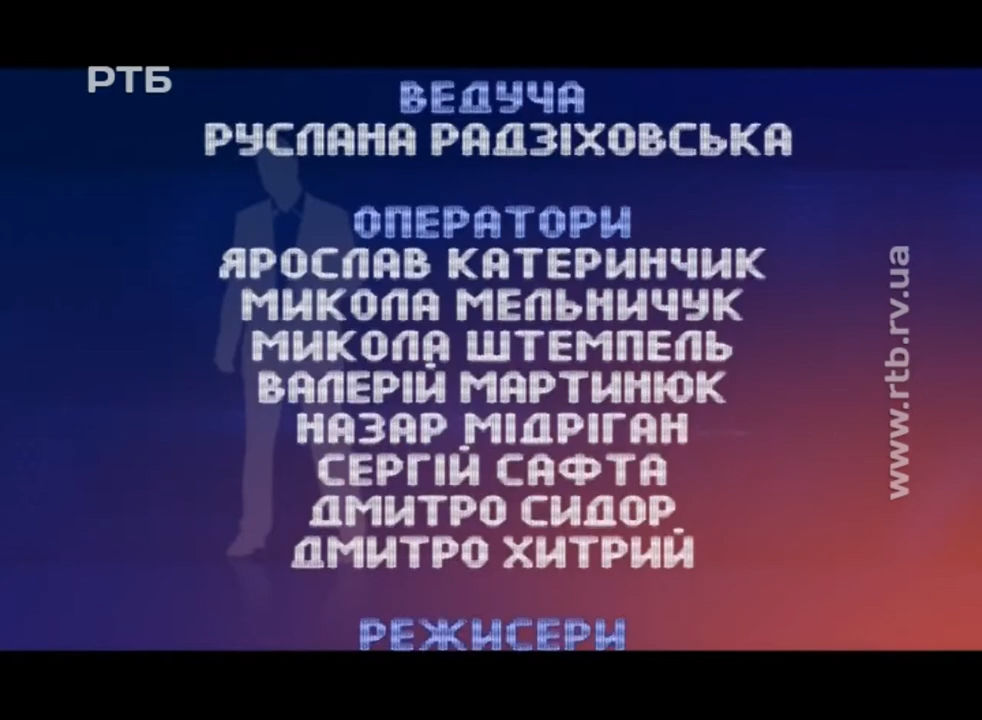 РТБ
ВЕДУЧА
РУСЛАНА РАДЗІХОВСЬКА
ОПЕРАТОРИ
ЯРОСЛАВ КАТЕРИНЧИК
МИКОЛА МЕЛЬНИЧУК
МИКОЛА ШТЕМПЕЛЬ
ВАЛЕРІЙ МАРТИНЮК
НАЗАР МІДРІГАН
СЕРГІЙ САФТА
ДМИТРО СИДОР
ДМИТРО ХИТРИЙ
РЕЖИСЕРИ
www.rtb.rv.ua